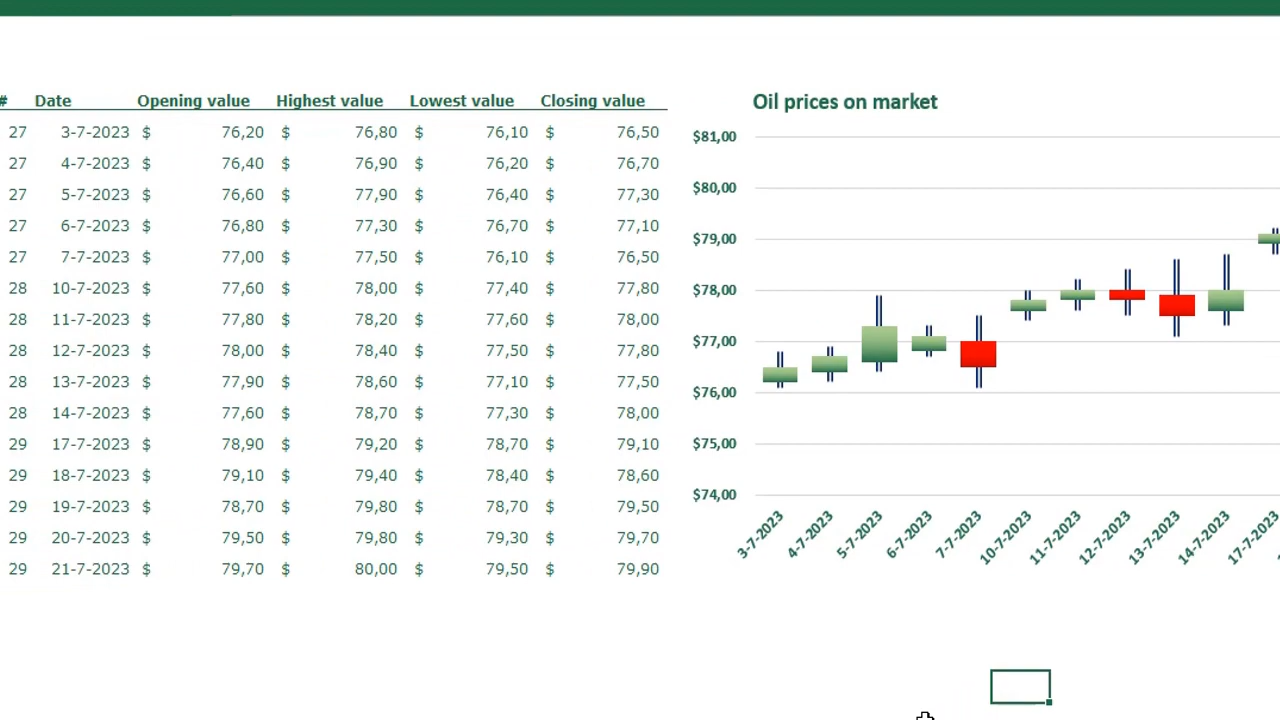 # Date Opening value Highest value Lowest value Closing value
27 3-7-2023 $ 76,20 $ 76,80 $ 76,10 $ 76,50
27 4-7-2023 $ 76,40 $ 76,90 $ 76,20 $ 76,70
27 5-7-2023 $ 76,60 $ 77,90 $ 76,40 $ 77,30
27 6-7-2023 $ 76,80 $ 77,30 $ 76,70 $ 77,10
27 7-7-2023 $ 77,00 $ 77,50 $ 76,10 $ 76,50
28 10-7-2023 $ 77,60 $ 78,00 $ 77,40 $ 77,80
28 11-7-2023 $ 77,80 $ 78,20 $ 77,60 $ 78,00
28 12-7-2023 $ 78,00 $ 78,40 $ 77,50 $ 77,80
28 13-7-2023 $ 77,90 $ 78,60 $ 77,10 $ 77,50
28 14-7-2023 $ 77,60 $ 78,70 $ 77,30 $ 78,00
29 17-7-2023 $ 78,90 $ 79,20 $ 78,70 $ 79,10
29 18-7-2023 $ 79,10 $ 79,40 $ 78,40 $ 78,60
29 19-7-2023 $ 78,70 $ 79,80 $ 78,70 $ 79,50
29 20-7-2023 $ 79,50 $ 79,80 $ 79,30 $ 79,70
29 21-7-2023 $ 79,70 $ 80,00 $ 79,50 $ 79,90
Oil prices on market
$81,00
$80,00
$79,00
$78,00
$77,00
$76,00
$75,00
$74,00
3-7-2023
4-7-2023
5-7-2023
6-7-2023
7-7-2023
10-7-2023
11-7-2023
12-7-2023
13-7-2023
14-7-2023
17-7-2023